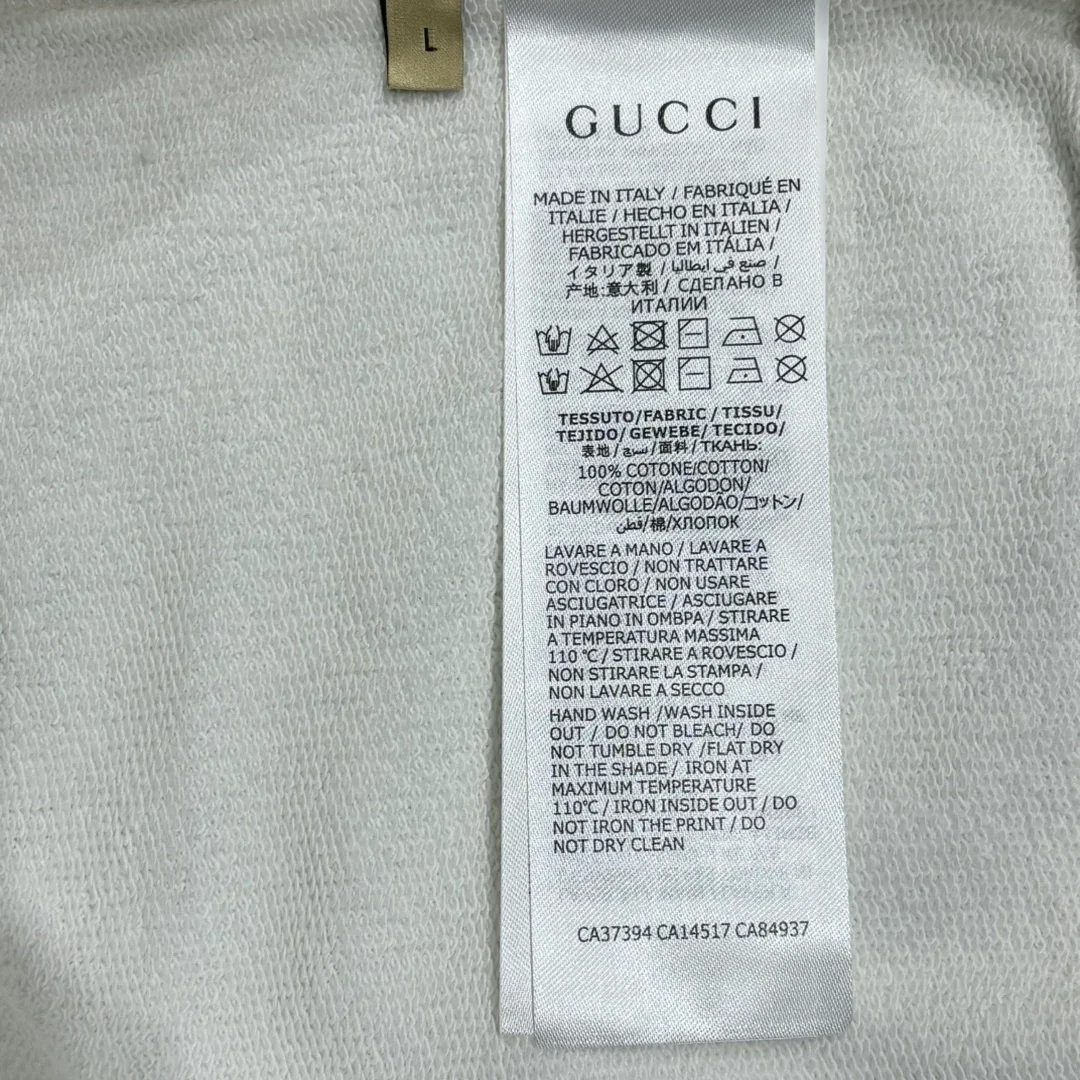 L
GUCCI
MADE IN ITALY / FABRIQUÉ EN
ITALIE / HECHO EN ITALIA /
HERGESTELLT IN ITALIEN /
FABRICADO EM ITÁLIA /
イタリア製 / صنع في ايطاليا /
产地:意大利 / СДЕЛАНО В
ИТАЛИИ
TESSUTO/FABRIC / TISSU/
TEJIDO/ GEWEBE/ TECIDO/
表地 / نسيج /面料 / ТКАНЬ:
100% COTONE/COTTON/
COTON/ALGODÓN/
BAUMWOLLE/ALGODÃO/コットン/
قطن/棉/ХЛОПОК
LAVARE A MANO / LAVARE A
ROVESCIO / NON TRATTARE
CON CLORO / NON USARE
ASCIUGATRICE / ASCIUGARE
IN PIANO IN OMBPA / STIRARE
A TEMPERATURA MASSIMA
110 ℃ / STIRARE A ROVESCIO /
NON STIRARE LA STAMPA /
NON LAVARE A SECCO
HAND WASH /WASH INSIDE
OUT / DO NOT BLEACH/ DO
NOT TUMBLE DRY /FLAT DRY
IN THE SHADE / IRON AT
MAXIMUM TEMPERATURE
110℃ / IRON INSIDE OUT / DO
NOT IRON THE PRINT / DO
NOT DRY CLEAN
CA37394 CA14517 CA84937